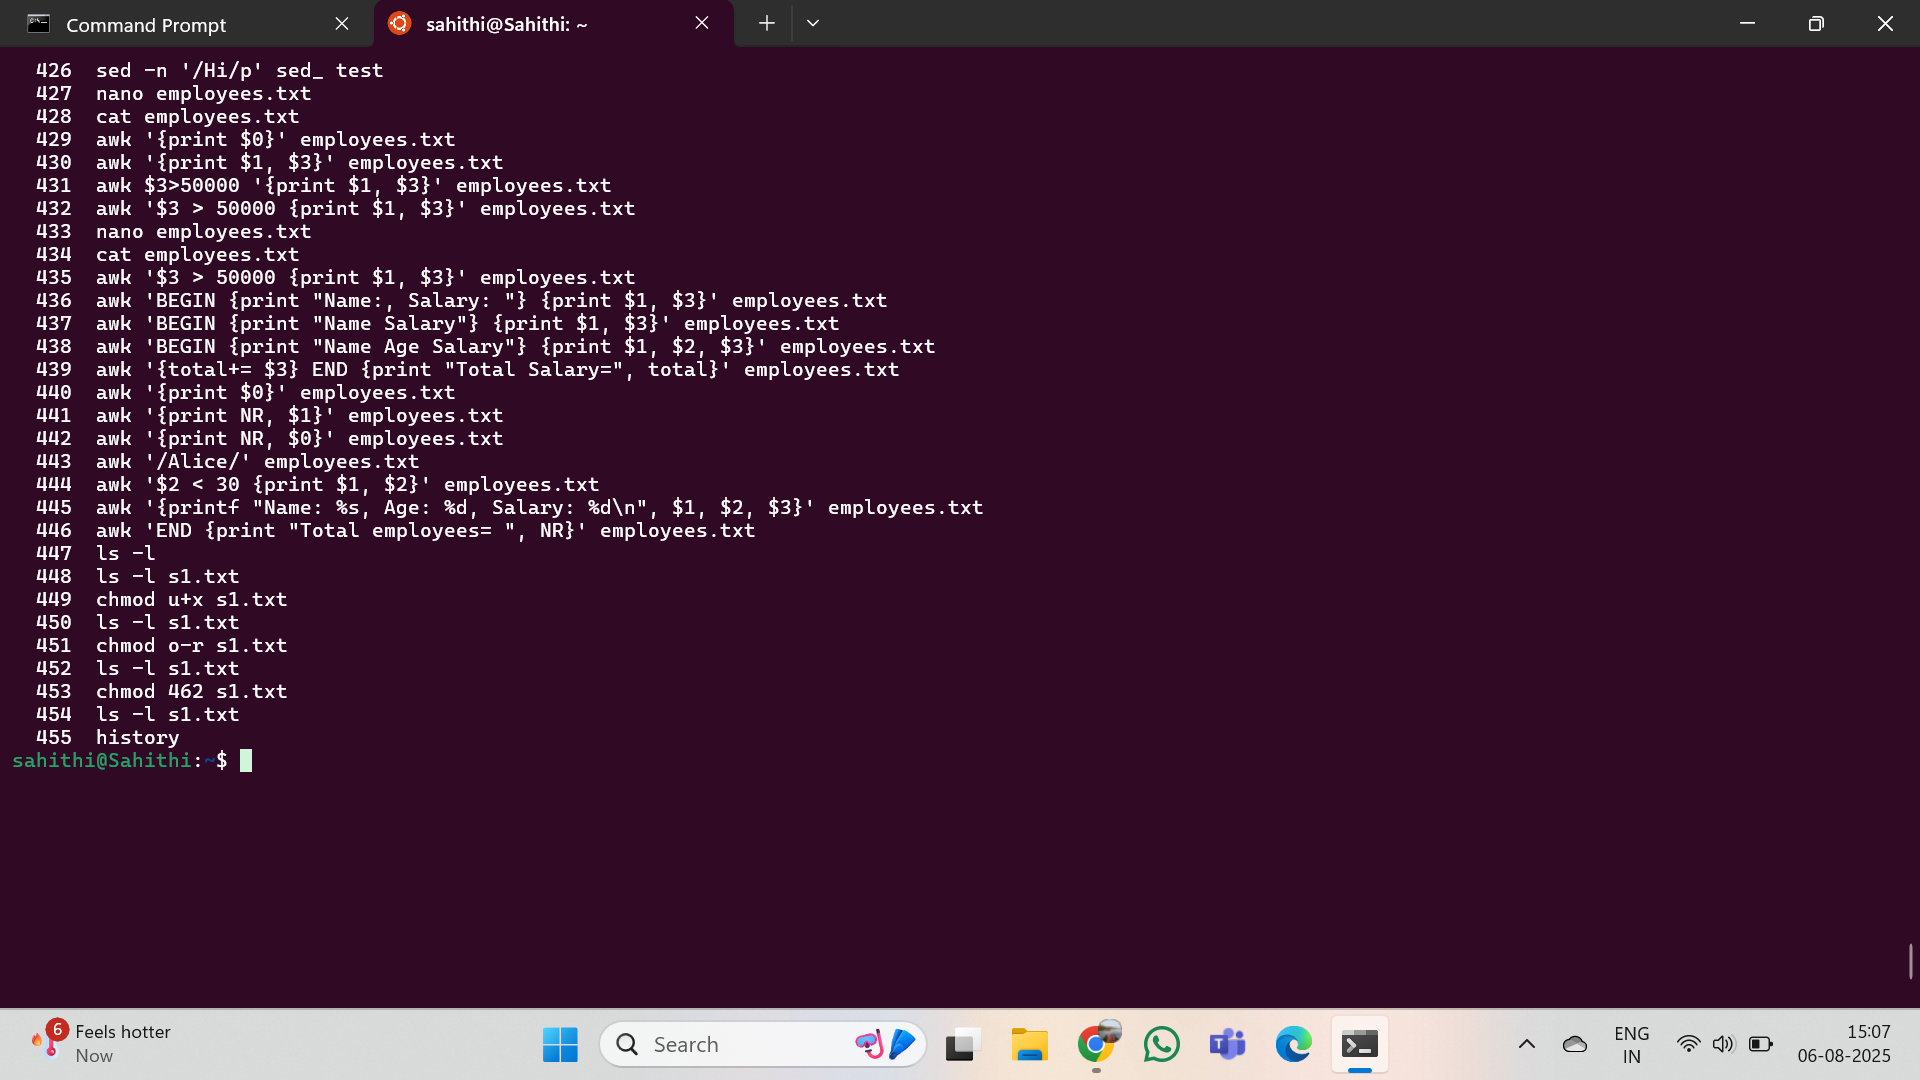 Command Prompt
sahithi@Sahithi: ~
426 sed -n '/Hi/p' sed_ test
427 nano employees.txt
428 cat employees.txt
429 awk '{print $0}' employees.txt
430 awk '{print $1, $3}' employees.txt
431 awk $3>50000 '{print $1, $3}' employees.txt
432 awk '$3 > 50000 {print $1, $3}' employees.txt
433 nano employees.txt
434 cat employees.txt
435 awk '$3 > 50000 {print $1, $3}' employees.txt
436 awk 'BEGIN {print "Name:, Salary: "} {print $1, $3}' employees.txt
437 awk 'BEGIN {print "Name Salary"} {print $1, $3}' employees.txt
438 awk 'BEGIN {print "Name Age Salary"} {print $1, $2, $3}' employees.txt
439 awk '{total+= $3} END {print "Total Salary=", total}' employees.txt
440 awk '{print $0}' employees.txt
441 awk '{print NR, $1}' employees.txt
442 awk '{print NR, $0}' employees.txt
443 awk '/Alice/' employees.txt
444 awk '$2 < 30 {print $1, $2}' employees.txt
445 awk '{printf "Name: %s, Age: %d, Salary: %d\n", $1, $2, $3}' employees.txt
446 awk 'END {print "Total employees= ", NR}' employees.txt
447 ls -l
448 ls -l s1.txt
449 chmod u+x s1.txt
450 ls -l s1.txt
451 chmod o-r s1.txt
452 ls -l s1.txt
453 chmod 462 s1.txt
454 ls -l s1.txt
455 history
sahithi@Sahithi:~$
6
Feels hotter
Now
Search
ENG
IN
15:07
06-08-2025